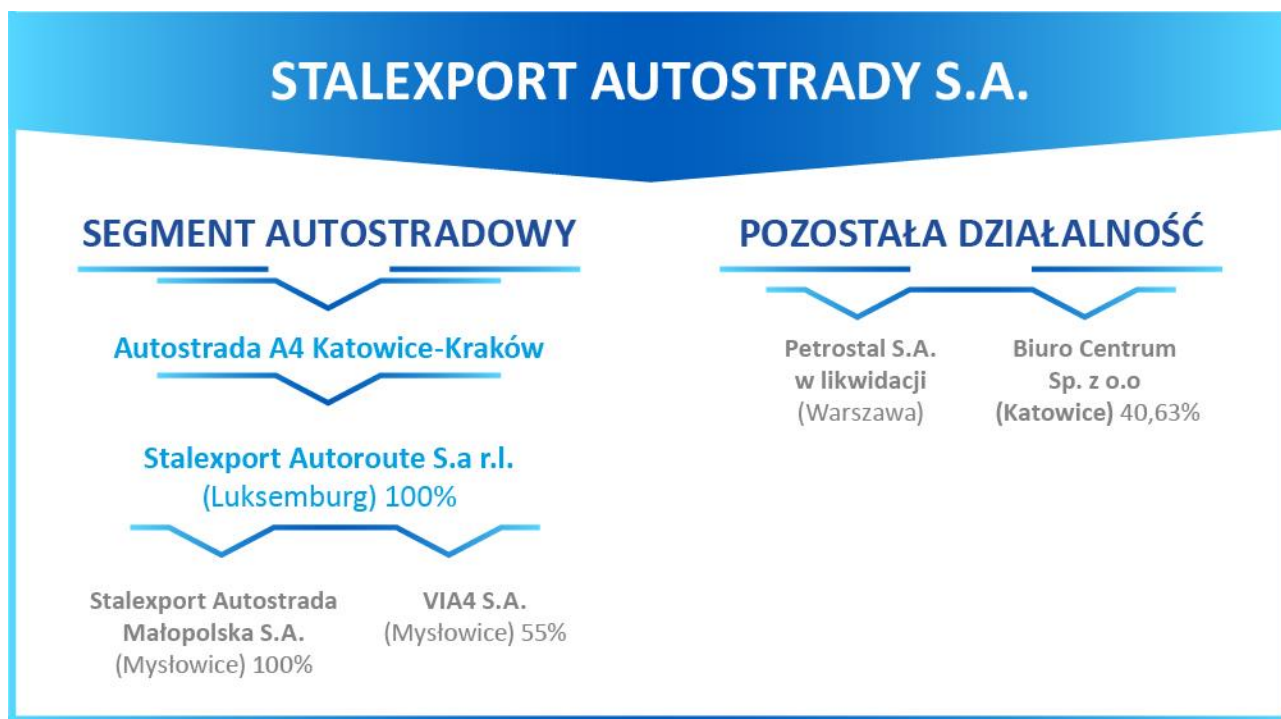 STALEXPORT AUTOSTRADY S.A.
SEGMENT AUTOSTRADOWY
Autostrada A4 Katowice-Kraków
Stalexport Autoroute S.a r.l.
(Luksemburg) 100%
Stalexport Autostrada
Małopolska S.A.
(Mysłowice) 100%
VIA4 S.A.
(Mysłowice) 55%
POZOSTAŁA DZIAŁALNOŚĆ
Petrostal S.A.
w likwidacji
(Warszawa)
Biuro Centrum
Sp. z o.o
(Katowice) 40,63%